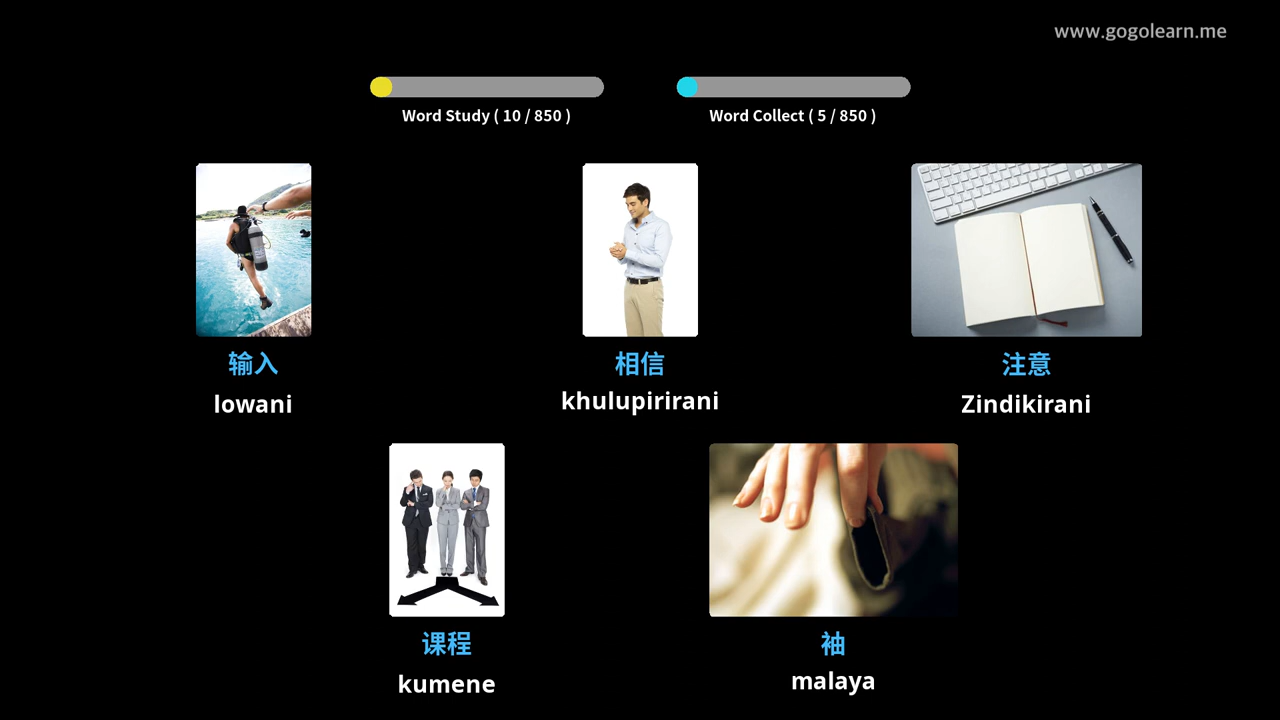 www.gogolearn.me
Word Study ( 10 / 850 )
Word Collect ( 5 / 850 )
输入
lowani
相信
khulupirirani
注意
Zindikirani
课程
kumene
袖
malaya